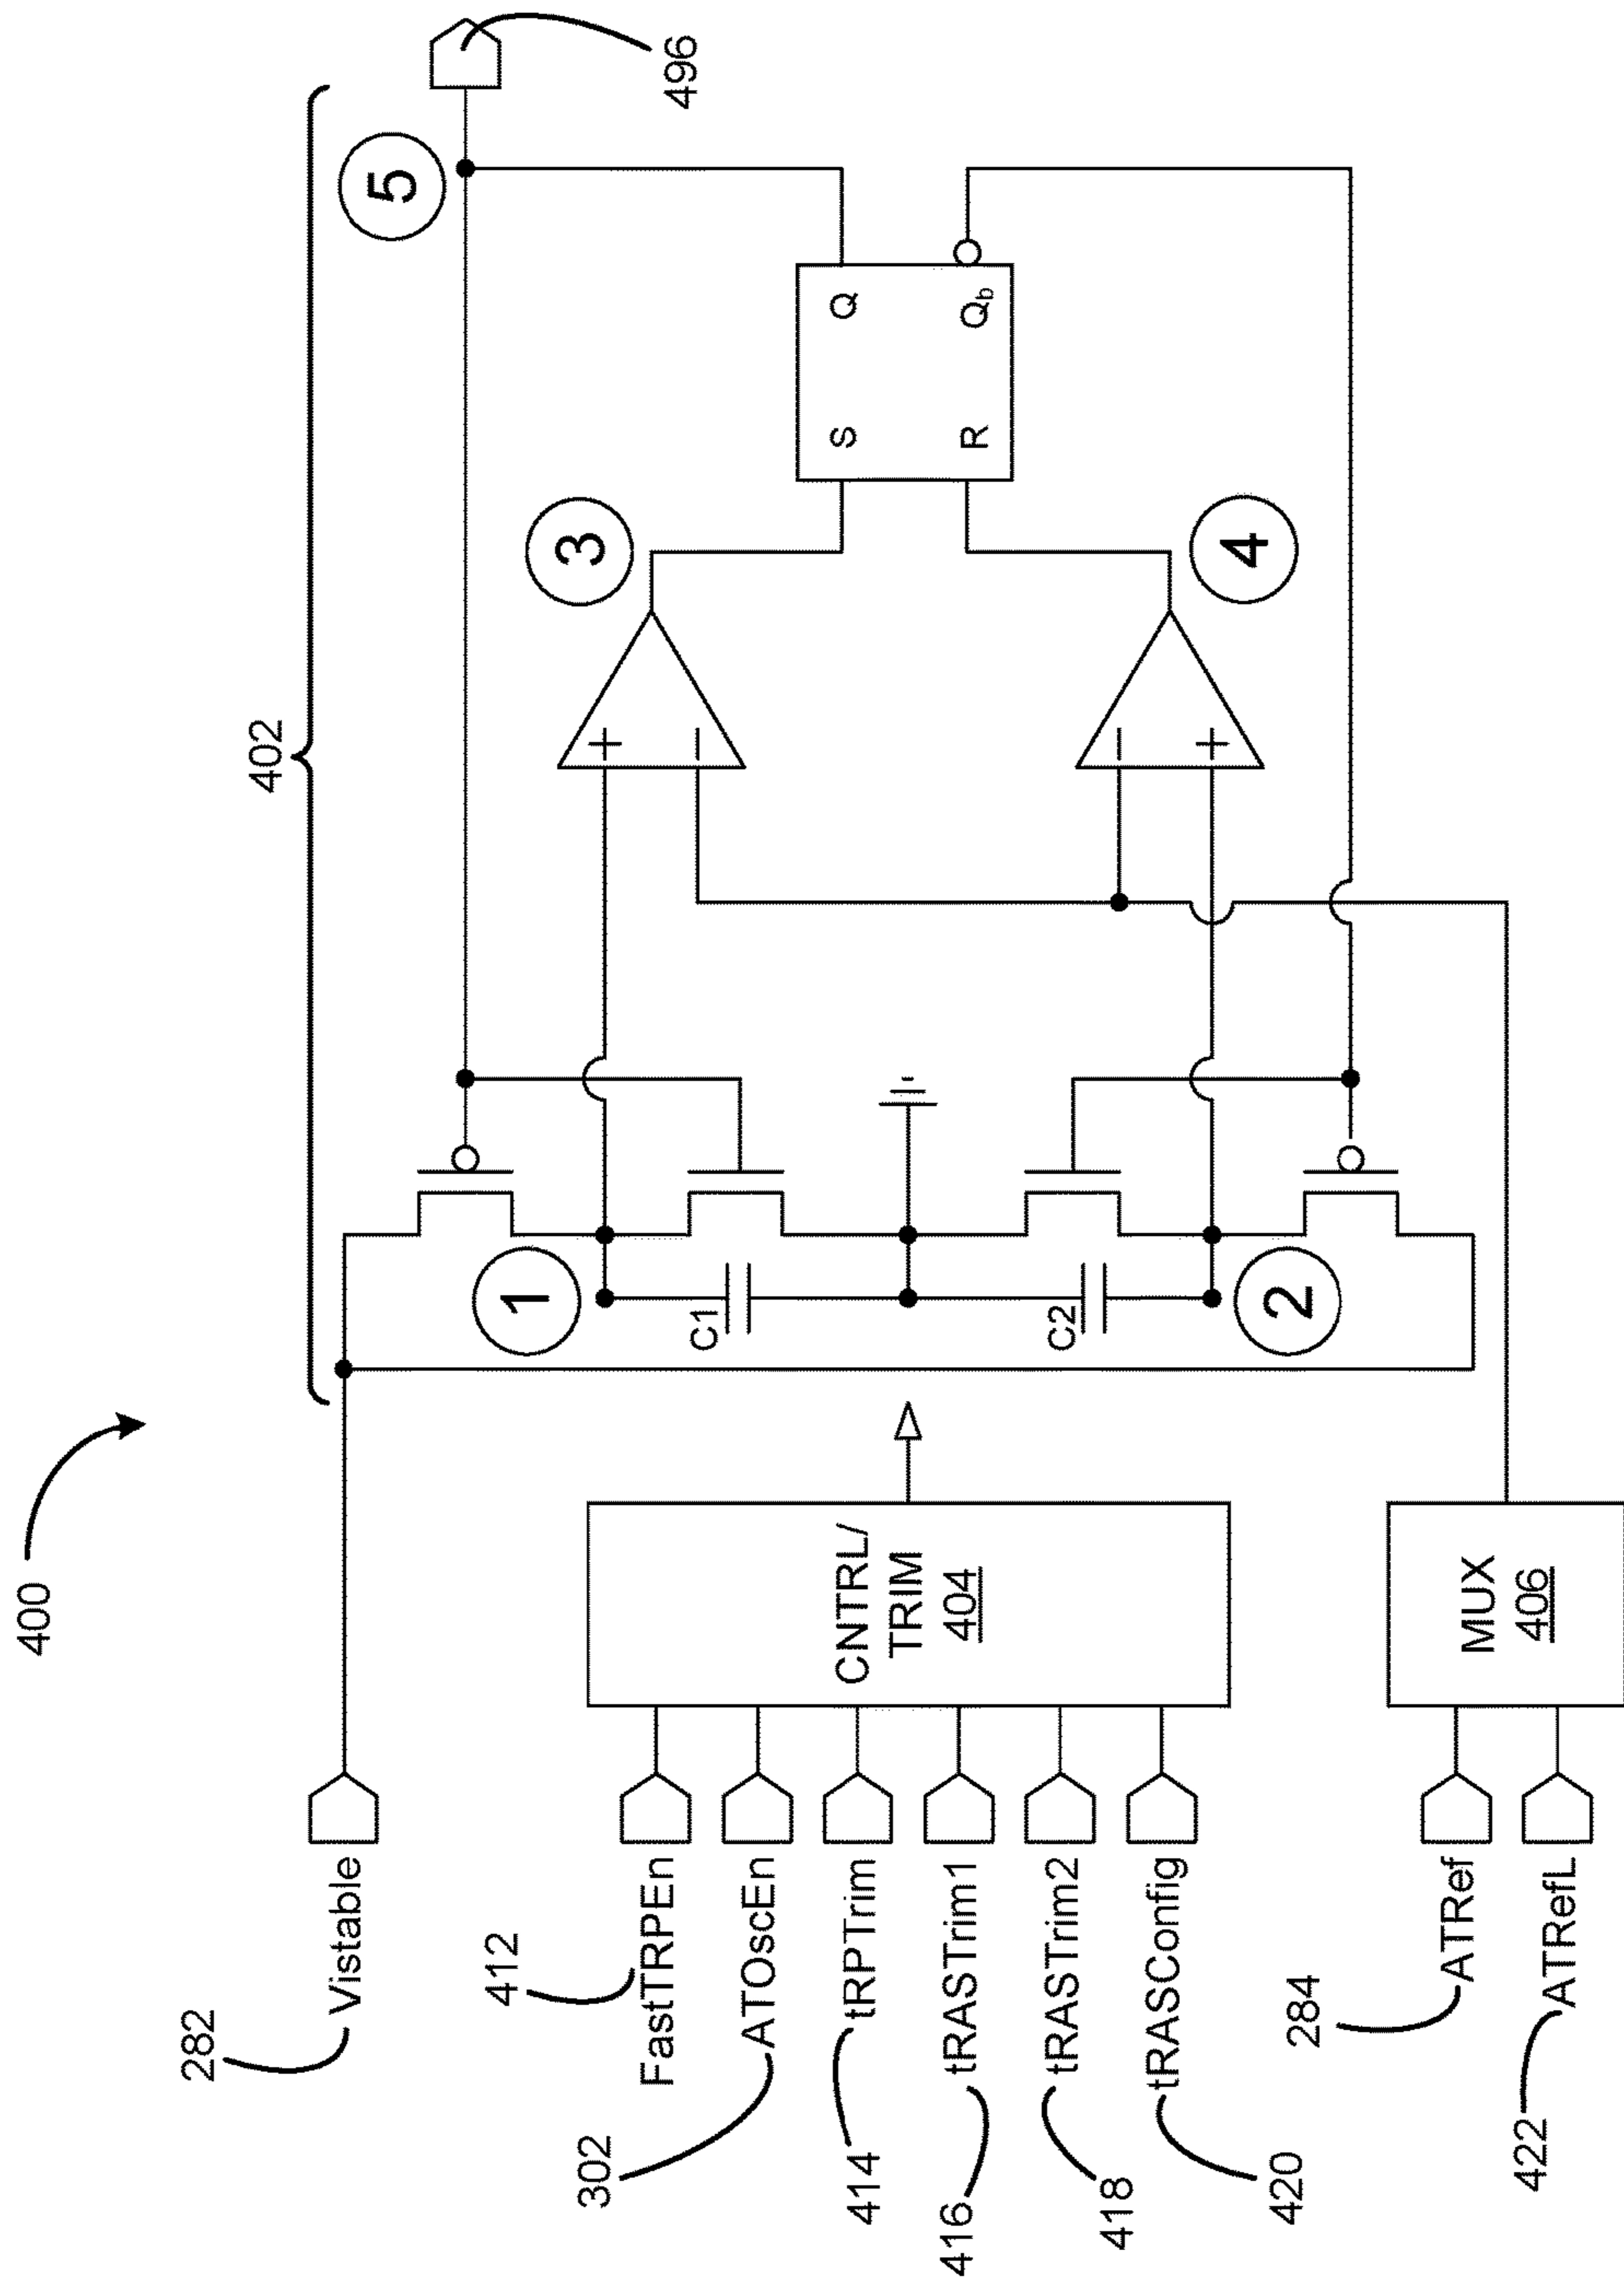 400
402
282
Vistable
5
496
412
FastTRPEn
302
ATOscEn
414
tRPTrim
416
tRASTrim1
418
tRASTrim2
420
tRASConfig
CNTRL/
TRIM
404
1
C1
C2
2
+
−
3
−
+
4
S
Q
R
Qb
284
ATRef
422
ATRefL
MUX
406